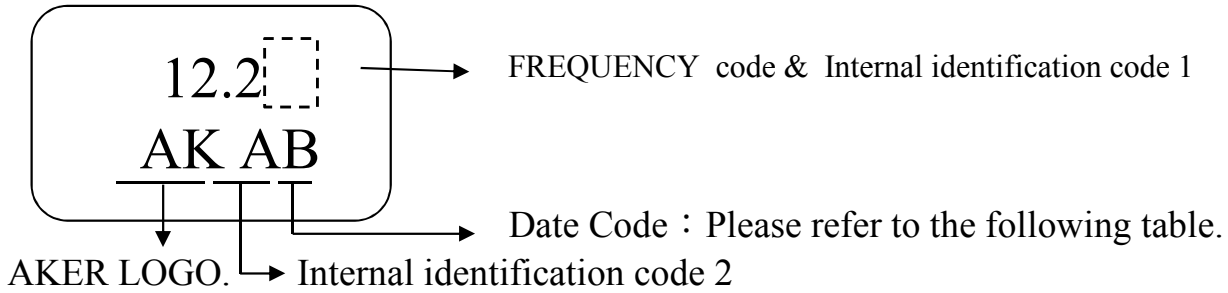 12.2
FREQUENCY code & Internal identification code 1
AK AB
Date Code：Please refer to the following table.
AKER LOGO.
Internal identification code 2